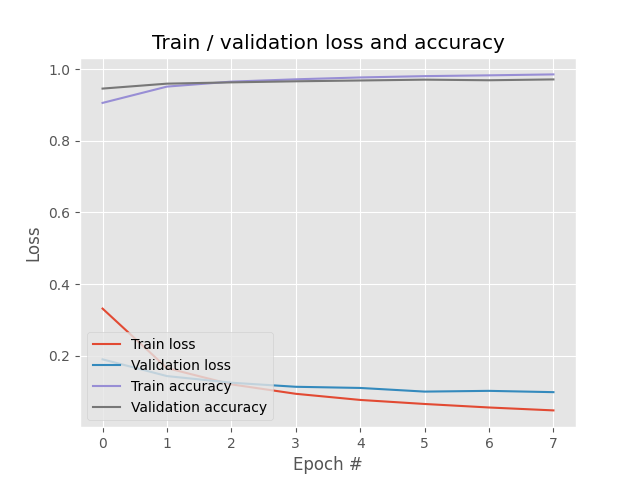 Train / validation loss and accuracy
1.0
0.8
0.6
0.4
0.2
Loss
Train loss
Validation loss
Train accuracy
Validation accuracy
0 1 2 3 4 5 6 7
Epoch #